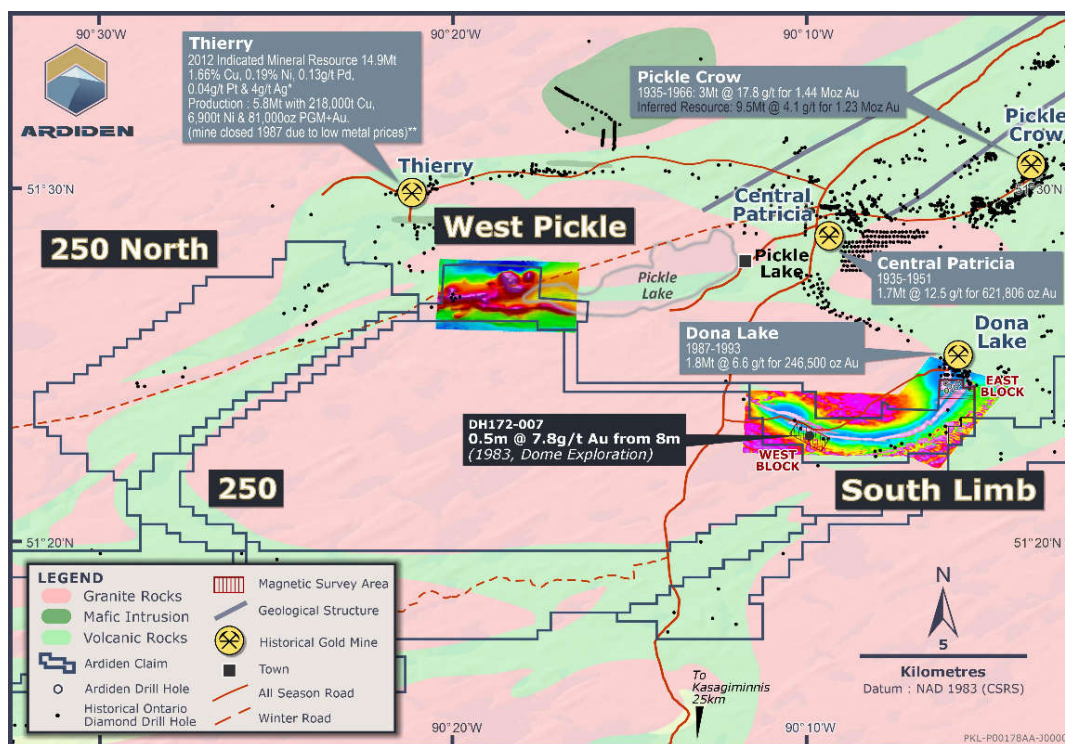 90°30'W
90°20'W
90°10'W
ARDIDEN
Thierry
2012 Indicated Mineral Resource 14.9Mt
1.66% Cu, 0.19% Ni, 0.13g/t Pd,
0.04g/t Pt & 4g/t Ag*
Production : 5.8Mt with 218,000t Cu,
6,900t Ni & 81,000oz PGM+Au.
(mine closed 1987 due to low metal prices)**
Pickle Crow
1935-1966: 3Mt @ 17.8 g/t for 1.44 Moz Au
Inferred Resource: 9.5Mt @ 4.1 g/t for 1.23 Moz Au
Pickle
Crow
Thierry
51°30'N
51°30'N
Central
Patricia
West Pickle
250 North
Pickle
Lake
Pickle
Lake
Central Patricia
1935-1951
1.7Mt @ 12.5 g/t for 621,806 oz Au
Dona
Lake
Dona Lake
1987-1993
1.8Mt @ 6.6 g/t for 246,500 oz Au
EAST
BLOCK
DH172-007
0.5m @ 7.8g/t Au from 8m
(1983, Dome Exploration)
WEST
BLOCK
250
South Limb
51°20'N
51°20'N
LEGEND
Granite Rocks
Mafic Intrusion
Volcanic Rocks
Ardiden Claim
Ardiden Drill Hole
Historical Ontario
Diamond Drill Hole
Magnetic Survey Area
Geological Structure
Historical Gold Mine
Town
All Season Road
Winter Road
N
5
Kilometres
Datum : NAD 1983 (CSRS)
To
Kasagiminnis
25km
90°30'W
90°20'W
90°10'W